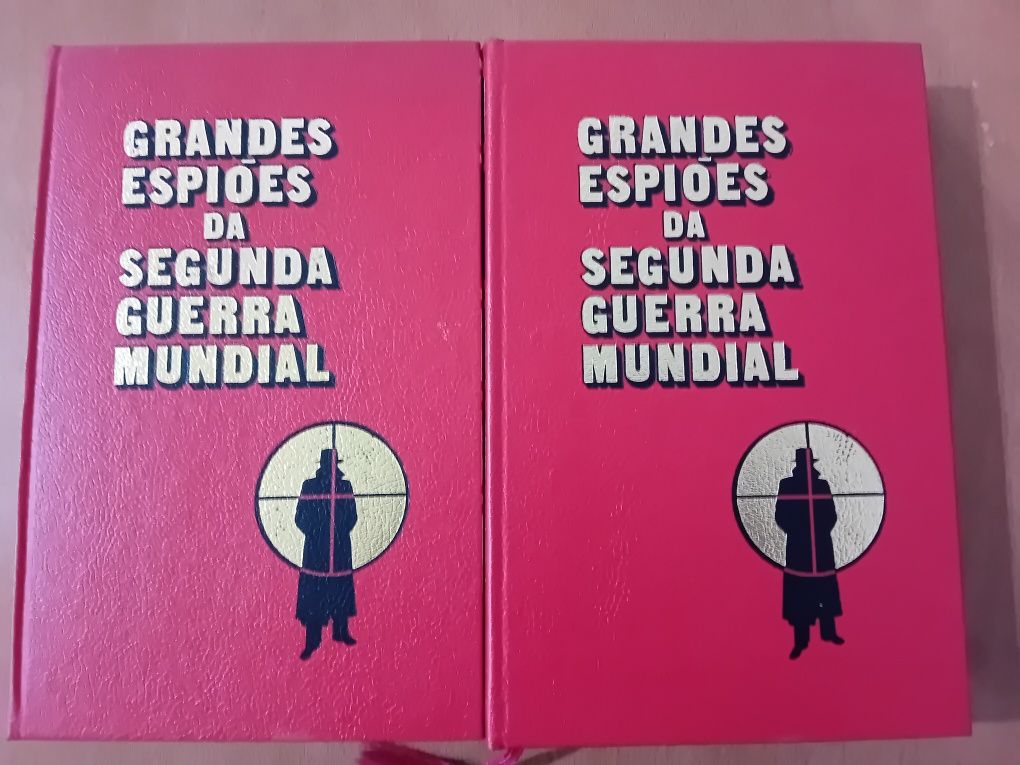 GRANDES
ESPIÕES
DA
SEGUNDA
GUERRA
MUNDIAL
GRANDES
ESPIÕES
DA
SEGUNDA
GUERRA
MUNDIAL